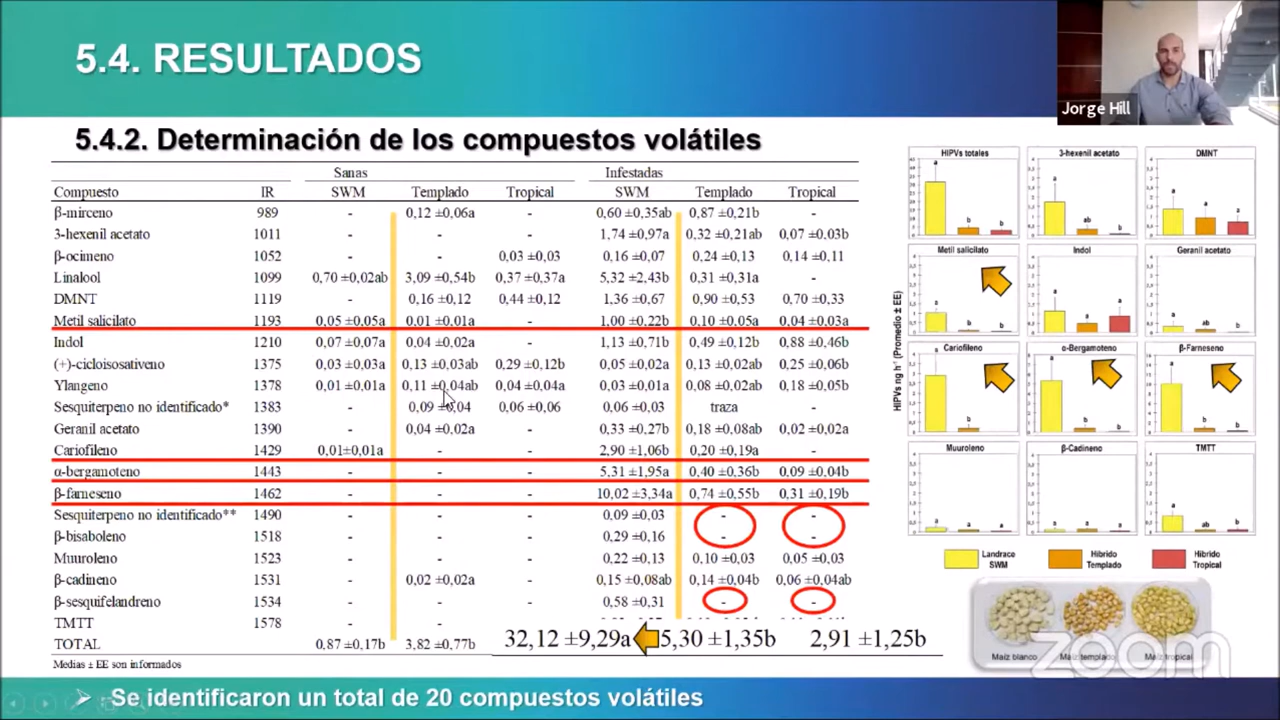 5.4. RESULTADOS
Jorge Hill
5.4.2. Determinación de los compuestos volátiles
Sanas Infestadas
Compuesto IR SWM Templado Tropical SWM Templado Tropical
β-mirceno 989 - 0,12 ±0,06a - 0,60 ±0,35ab 0,87 ±0,21b -
3-hexenil acetato 1011 - - - 1,74 ±0,97a 0,32 ±0,21ab 0,07 ±0,03b
β-ocimeno 1052 - - 0,03 ±0,03 0,16 ±0,07 0,24 ±0,13 0,14 ±0,11
Linalool 1099 0,70 ±0,02ab 3,09 ±0,54b 0,37 ±0,37a 5,32 ±2,43b 0,31 ±0,31a -
DMNT 1119 - 0,16 ±0,12 0,44 ±0,12 1,36 ±0,67 0,90 ±0,53 0,70 ±0,33
Metil salicilato 1193 0,05 ±0,05a 0,01 ±0,01a - 1,00 ±0,22b 0,10 ±0,05a 0,04 ±0,03a
Indol 1210 0,07 ±0,07a 0,04 ±0,02a - 1,13 ±0,71b 0,49 ±0,12b 0,88 ±0,46b
(+)-cicloisosativeno 1375 0,03 ±0,03a 0,13 ±0,03ab 0,29 ±0,12b 0,05 ±0,02a 0,13 ±0,02ab 0,25 ±0,06b
Ylangeno 1378 0,01 ±0,01a 0,11 ±0,04ab 0,04 ±0,04a 0,03 ±0,01a 0,08 ±0,02ab 0,18 ±0,05b
Sesquiterpeno no identificado* 1383 - 0,09 ±0,04 0,06 ±0,06 0,06 ±0,03 traza -
Geranil acetato 1390 - 0,04 ±0,02a - 0,33 ±0,27b 0,18 ±0,08ab 0,02 ±0,02a
Cariofileno 1429 0,01±0,01a - - 2,90 ±1,06b 0,20 ±0,19a -
α-bergamoteno 1443 - - - 5,31 ±1,95a 0,40 ±0,36b 0,09 ±0,04b
β-farneseno 1462 - - - 10,02 ±3,34a 0,74 ±0,55b 0,31 ±0,19b
Sesquiterpeno no identificado** 1490 - - - 0,09 ±0,03 - -
β-bisaboleno 1518 - - - 0,29 ±0,16 - -
Muuroleno 1523 - - - 0,22 ±0,13 0,10 ±0,03 0,05 ±0,03
β-cadineno 1531 - 0,02 ±0,02a - 0,15 ±0,08ab 0,14 ±0,04b 0,06 ±0,04ab
β-sesquifelandreno 1534 - - - 0,58 ±0,31 - -
TMTT 1578 - - -
TOTAL 0,87 ±0,17b 3,82 ±0,77b 32,12 ±9,29a 5,30 ±1,35b 2,91 ±1,25b
Medias ± EE son informados
HIPVs ng h⁻¹ (Promedio ± EE)
HIPVs totales 3-hexenil acetato DMNT
a b b a ab b a a a
Metil salicilato Indol Geranil acetato
a b b a b a a ab b
Cariofileno α-Bergamoteno β-Farneseno
a b a b b a b b
Muuroleno β-Cadineno TMTT
a a a a a a a ab b
Landrace SWM Híbrido Templado Híbrido Tropical
Maíz blanco Maíz templado Maíz tropical
zoom
Se identificaron un total de 20 compuestos volátiles